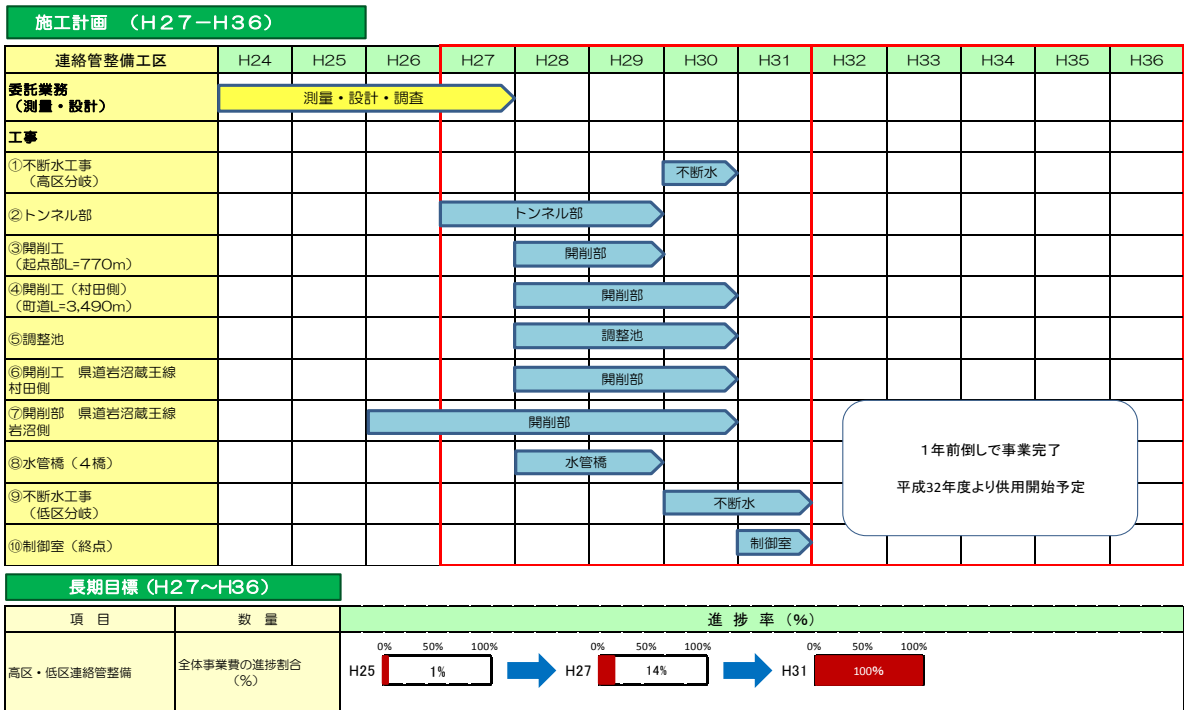 施工計画 （H27－H36）
連絡管整備工区 H24 H25 H26 H27 H28 H29 H30 H31 H32 H33 H34 H35 H36
委託業務
（測量・設計）
測量・設計・調査
工事
①不断水工事
（高区分岐）
不断水
②トンネル部
トンネル部
③開削工
（起点部L=770m）
開削部
④開削工（村田側）
（町道L=3,490m）
開削部
⑤調整池
調整池
⑥開削工 県道岩沼蔵王線
村田側
開削部
⑦開削部 県道岩沼蔵王線
岩沼側
開削部
⑧水管橋（4橋）
水管橋
⑨不断水工事
（低区分岐）
不断水
⑩制御室（終点）
制御室
１年前倒しで事業完了
平成32年度より供用開始予定
長期目標（H27～H36）
項 目 数 量 進 捗 率 （%）
高区・低区連絡管整備
全体事業費の進捗割合
（%）
0% 50% 100% 0% 50% 100% 0% 50% 100%
H25 1% H27 14% H31 100%